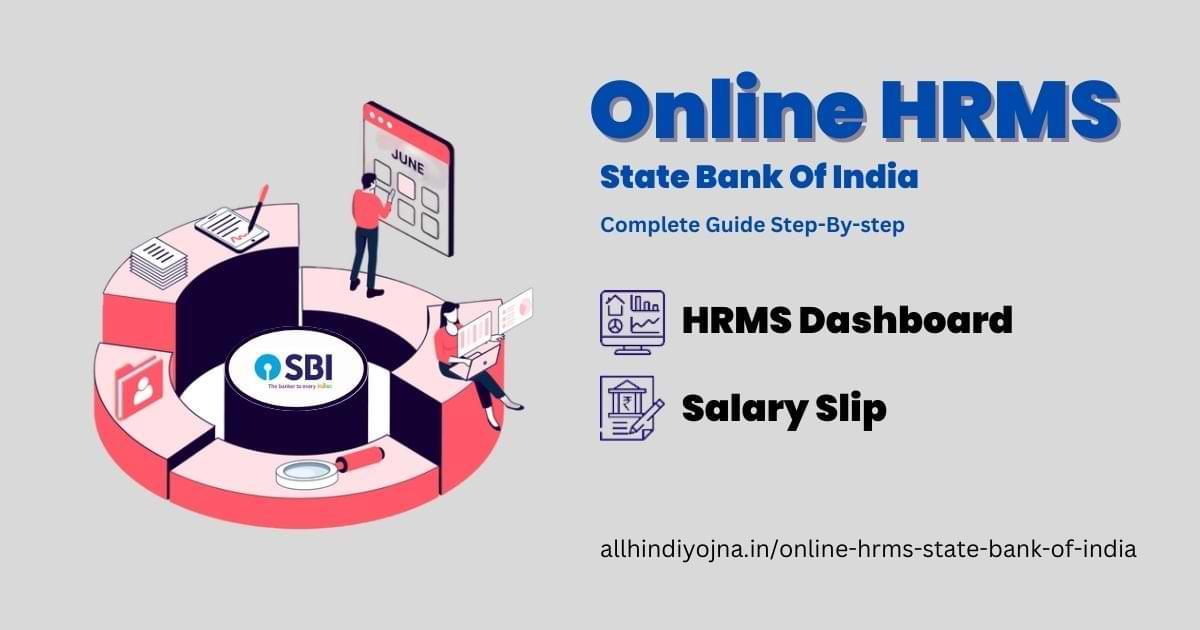 Online HRMS
State Bank Of India
Complete Guide Step-By-step
JUNE
HRMS Dashboard
SBI
The banker to every Indian
Salary Slip
allhindiyojna.in/online-hrms-state-bank-of-india